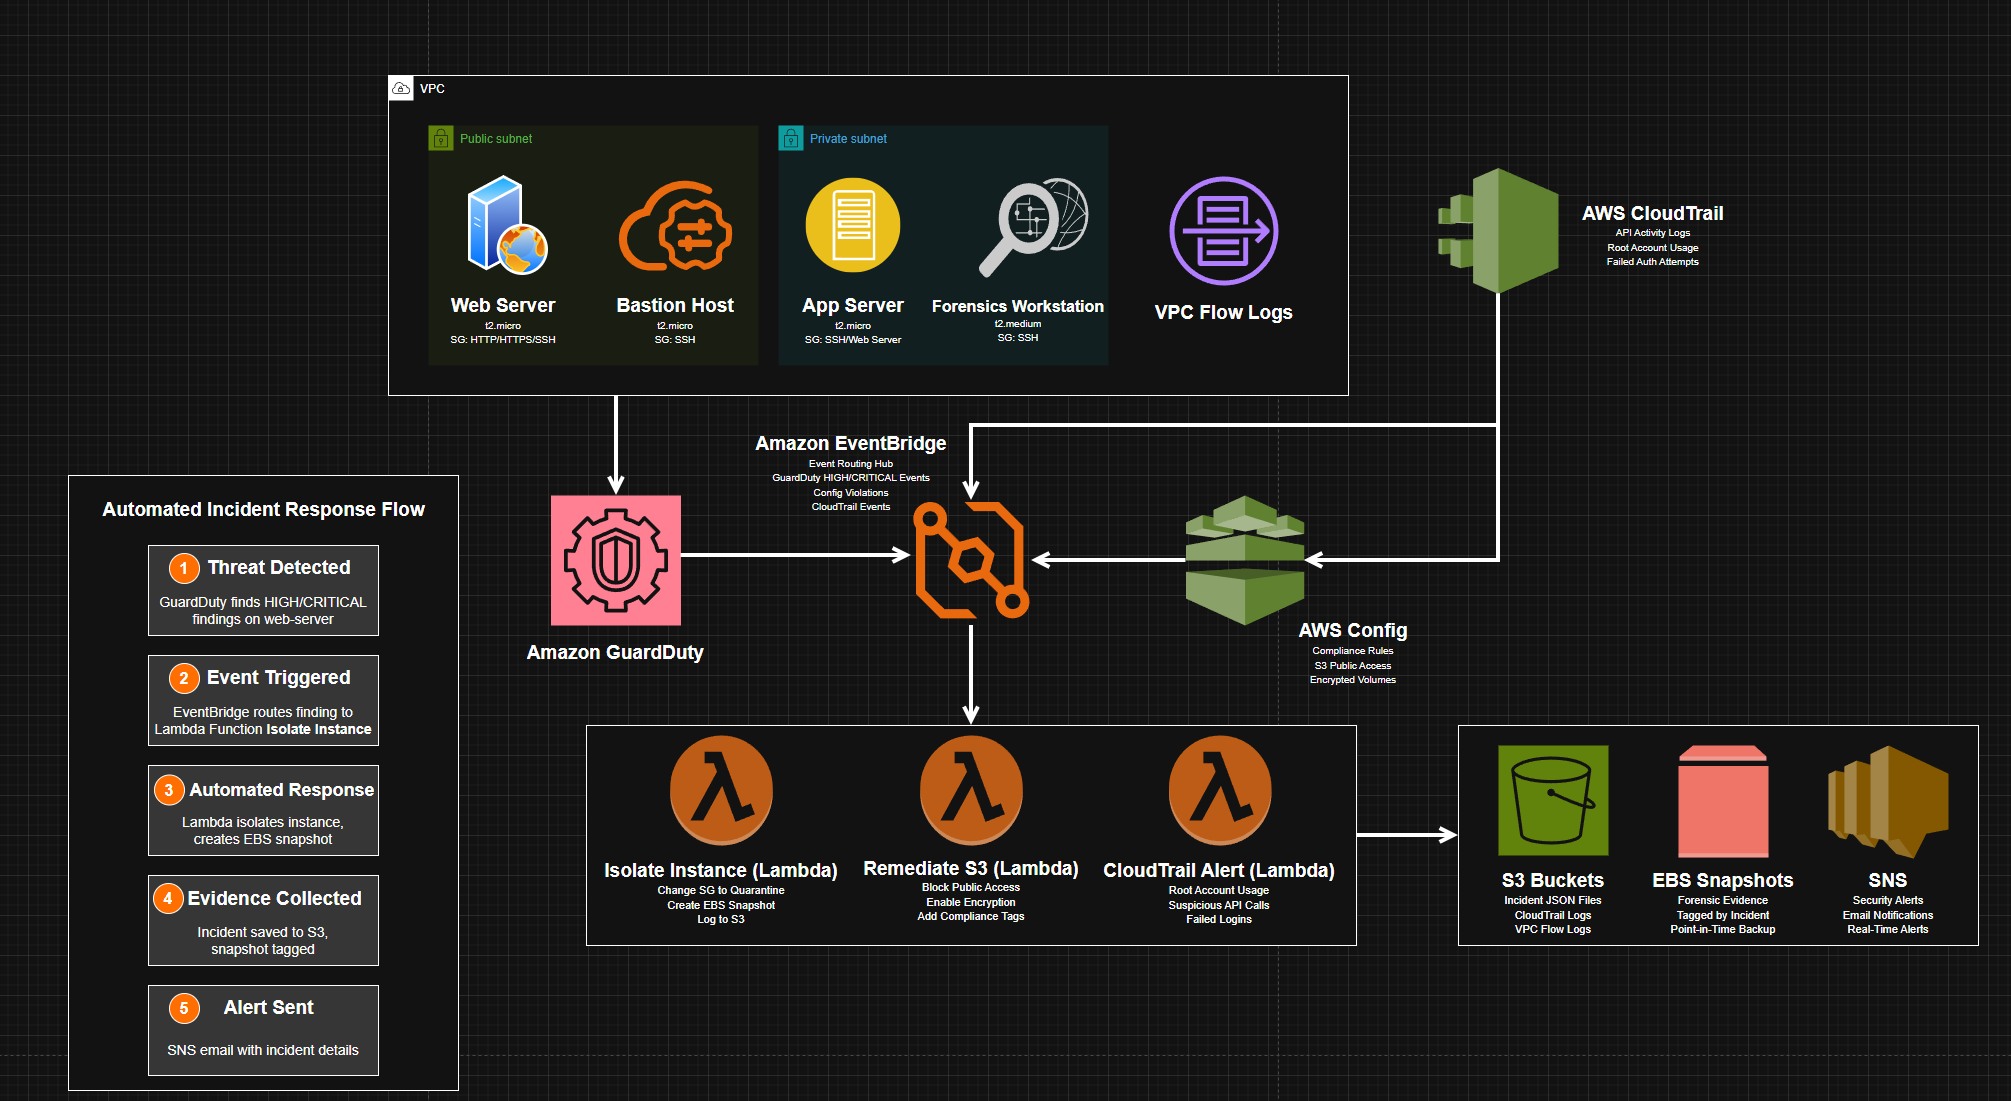 VPC
Public subnet
Web Server
t2.micro
SG: HTTP/HTTPS/SSH
Bastion Host
t2.micro
SG: SSH
Private subnet
App Server
t2.micro
SG: SSH/Web Server
Forensics Workstation
t2.medium
SG: SSH
VPC Flow Logs
AWS CloudTrail
API Activity Logs
Root Account Usage
Failed Auth Attempts
Amazon EventBridge
Event Routing Hub
GuardDuty HIGH/CRITICAL Events
Config Violations
CloudTrail Events
Amazon GuardDuty
AWS Config
Compliance Rules
S3 Public Access
Encrypted Volumes
Automated Incident Response Flow
1 Threat Detected
GuardDuty finds HIGH/CRITICAL
findings on web-server
2 Event Triggered
EventBridge routes finding to
Lambda Function Isolate Instance
3 Automated Response
Lambda isolates instance,
creates EBS snapshot
4 Evidence Collected
Incident saved to S3,
snapshot tagged
5 Alert Sent
SNS email with incident details
Isolate Instance (Lambda)
Change SG to Quarantine
Create EBS Snapshot
Log to S3
Remediate S3 (Lambda)
Block Public Access
Enable Encryption
Add Compliance Tags
CloudTrail Alert (Lambda)
Root Account Usage
Suspicious API Calls
Failed Logins
S3 Buckets
Incident JSON Files
CloudTrail Logs
VPC Flow Logs
EBS Snapshots
Forensic Evidence
Tagged by Incident
Point-in-Time Backup
SNS
Security Alerts
Email Notifications
Real-Time Alerts